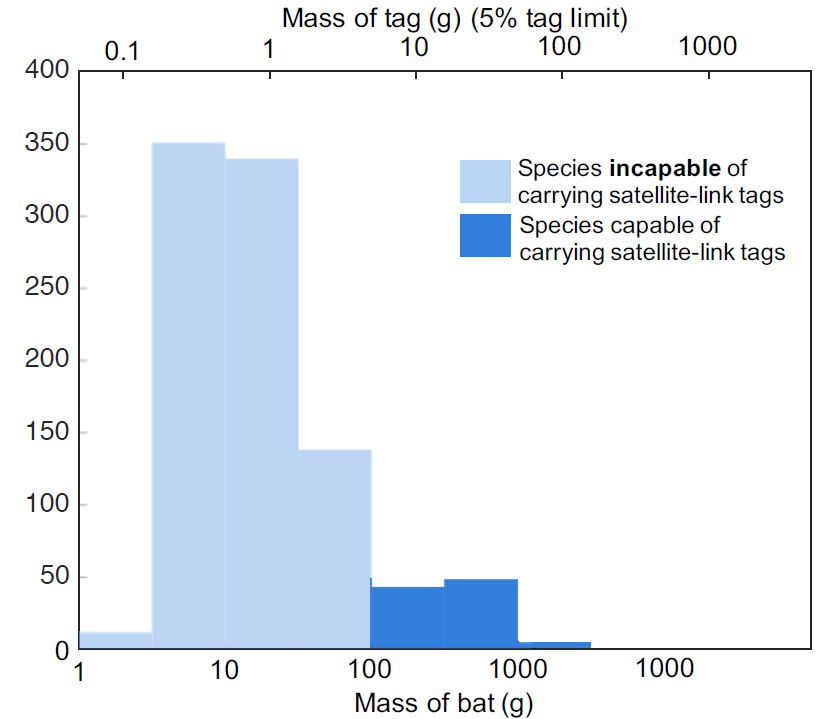 Mass of tag (g) (5% tag limit)
0.1 1 10 100 1000
400
350
300
250
200
150
100
50
0
Species incapable of
carrying satellite-link tags
Species capable of
carrying satellite-link tags
1 10 100 1000 1000
Mass of bat (g)